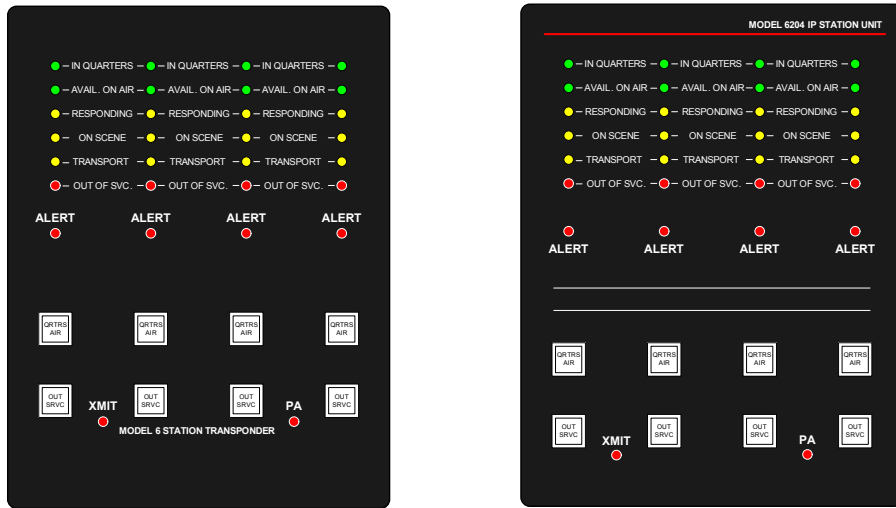 IN QUARTERS IN QUARTERS IN QUARTERS
AVAIL. ON AIR AVAIL. ON AIR AVAIL. ON AIR
RESPONDING RESPONDING RESPONDING
ON SCENE ON SCENE ON SCENE
TRANSPORT TRANSPORT TRANSPORT
OUT OF SVC. OUT OF SVC. OUT OF SVC.
ALERT ALERT ALERT ALERT
QRTRS QRTRS QRTRS QRTRS
AIR AIR AIR AIR
OUT OUT OUT OUT
SRVC SRVC SRVC SRVC
XMIT PA
MODEL 6 STATION TRANSPONDER
MODEL 6204 IP STATION UNIT
IN QUARTERS IN QUARTERS IN QUARTERS
AVAIL. ON AIR AVAIL. ON AIR AVAIL. ON AIR
RESPONDING RESPONDING RESPONDING
ON SCENE ON SCENE ON SCENE
TRANSPORT TRANSPORT TRANSPORT
OUT OF SVC. OUT OF SVC. OUT OF SVC.
ALERT ALERT ALERT ALERT
QRTRS QRTRS QRTRS QRTRS
AIR AIR AIR AIR
OUT OUT OUT OUT
SRVC SRVC SRVC SRVC
XMIT PA